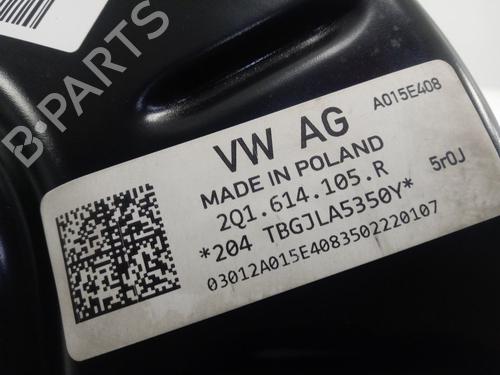 B-PARTS
A015E408
VW AG
MADE IN POLAND
2Q1.614.105.R
5r0J
*204 TBGJLA5350Y*
03012A015E4083502220107